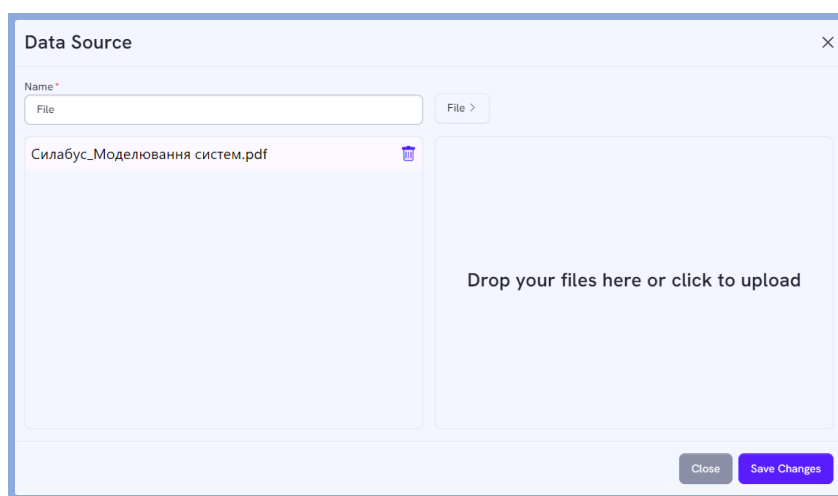 Data Source
Name*
File
File >
Силабус_Моделювання систем.pdf
Drop your files here or click to upload
Close
Save Changes